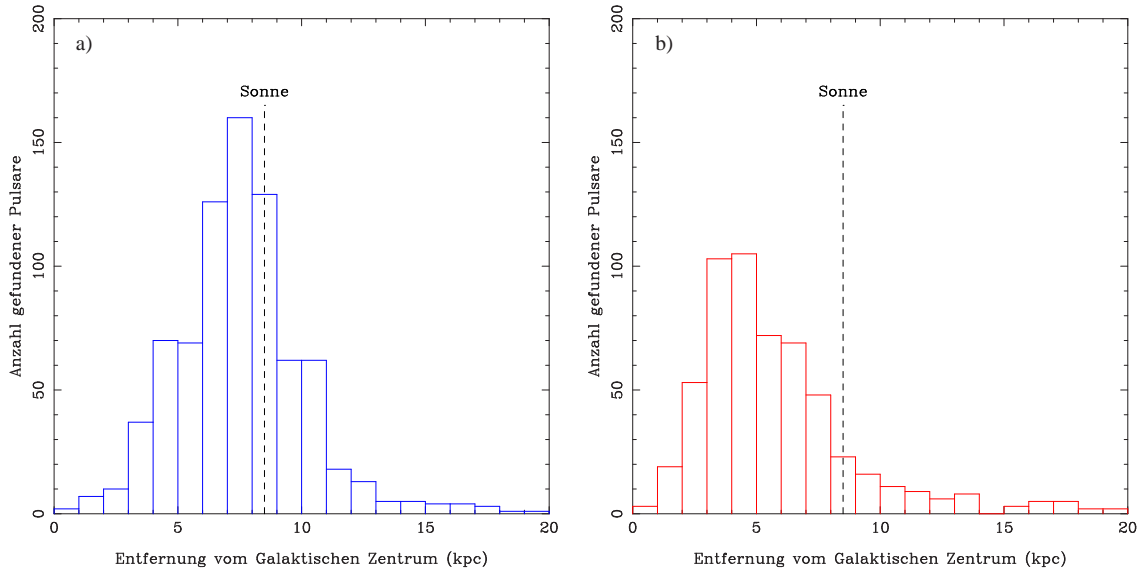 a)
Sonne
Anzahl gefundener Pulsare
0
50
100
150
200
0 5 10 15 20
Entfernung vom Galaktischen Zentrum (kpc)
b)
Sonne
Anzahl gefundener Pulsare
0
50
100
150
200
0 5 10 15 20
Entfernung vom Galaktischen Zentrum (kpc)